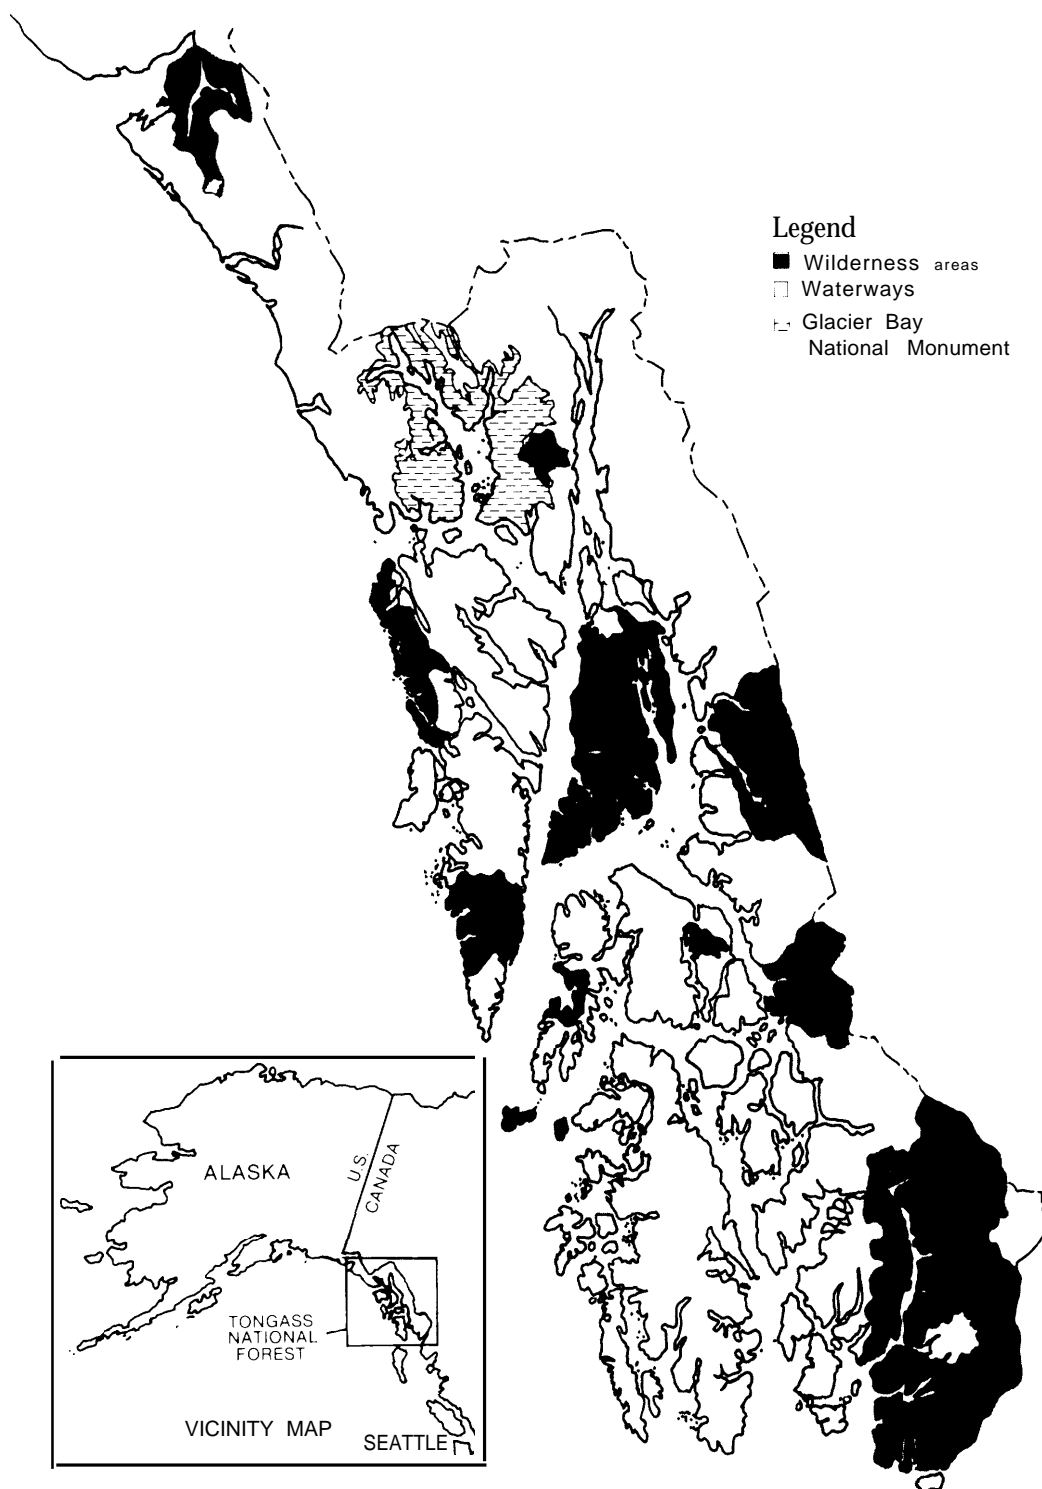 Legend
Wilderness areas
Waterways
Glacier Bay
National Monument
ALASKA
U.S.
CANADA
TONGASS
NATIONAL
FOREST
VICINITY MAP
SEATTLE